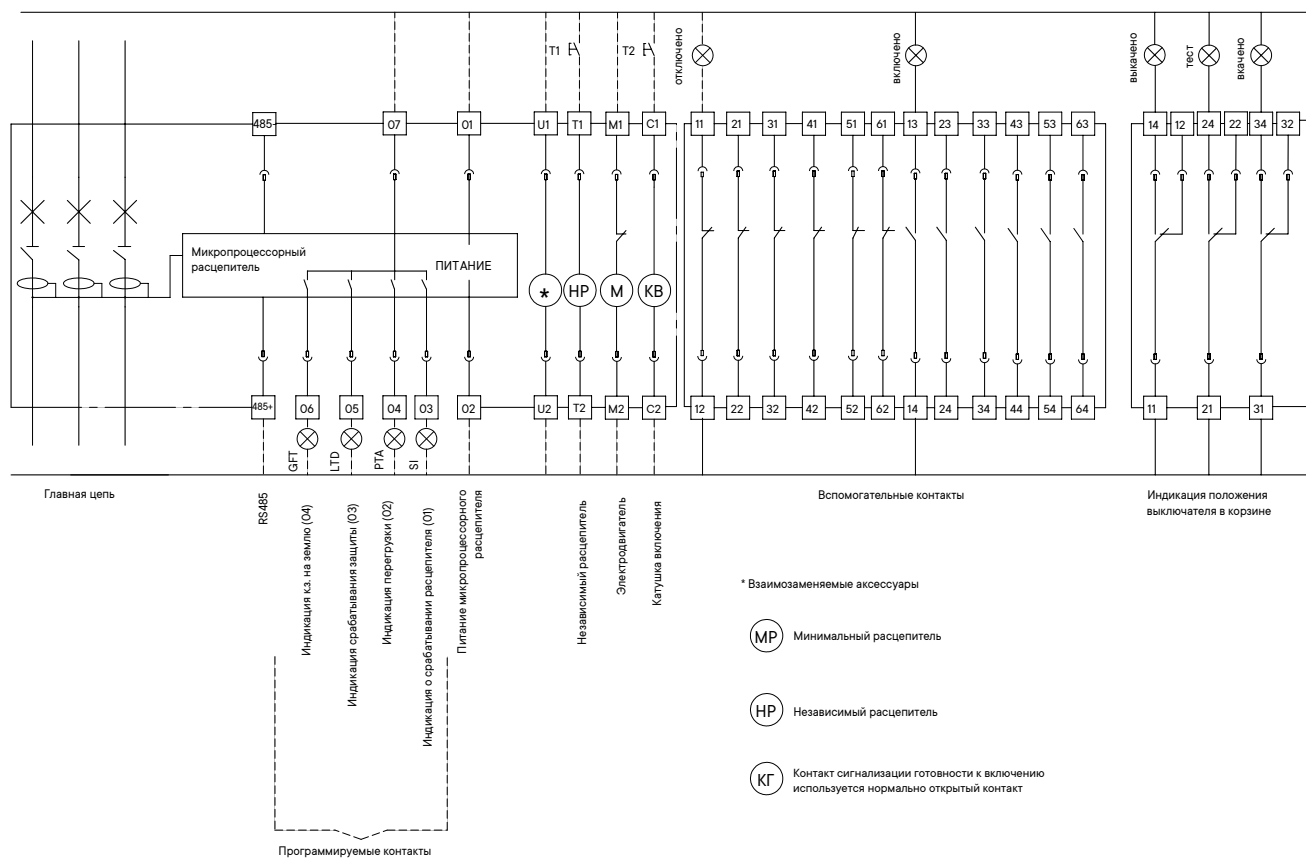 T1
T2
отключено
включено
выкачено
тест
вкачено
485-
07
01
U1
T1
M1
C1
11
21
31
41
51
61
13
23
33
43
53
63
14
12
24
22
34
32
Микропроцессорный
расцепитель
ПИТАНИЕ
*
НР
М
КВ
485+
06
05
04
03
02
U2
T2
M2
C2
12
22
32
42
52
62
14
24
34
44
54
64
11
21
31
GFT
LTD
PTA
SI
Главная цепь
RS485
Индикация к.з. на землю (04)
Индикация срабатывания защиты (03)
Индикация перегрузки (02)
Индикация о срабатывании расцепителя (01)
Питание микропроцессорного
расцепителя
Независимый расцепитель
Электродвигатель
Катушка включения
Вспомогательные контакты
Индикация положения
выключателя в корзине
* Взаимозаменяемые аксессуары
МР
Минимальный расцепитель
НР
Независимый расцепитель
КГ
Контакт сигнализации готовности к включению
используется нормально открытый контакт
Программируемые контакты